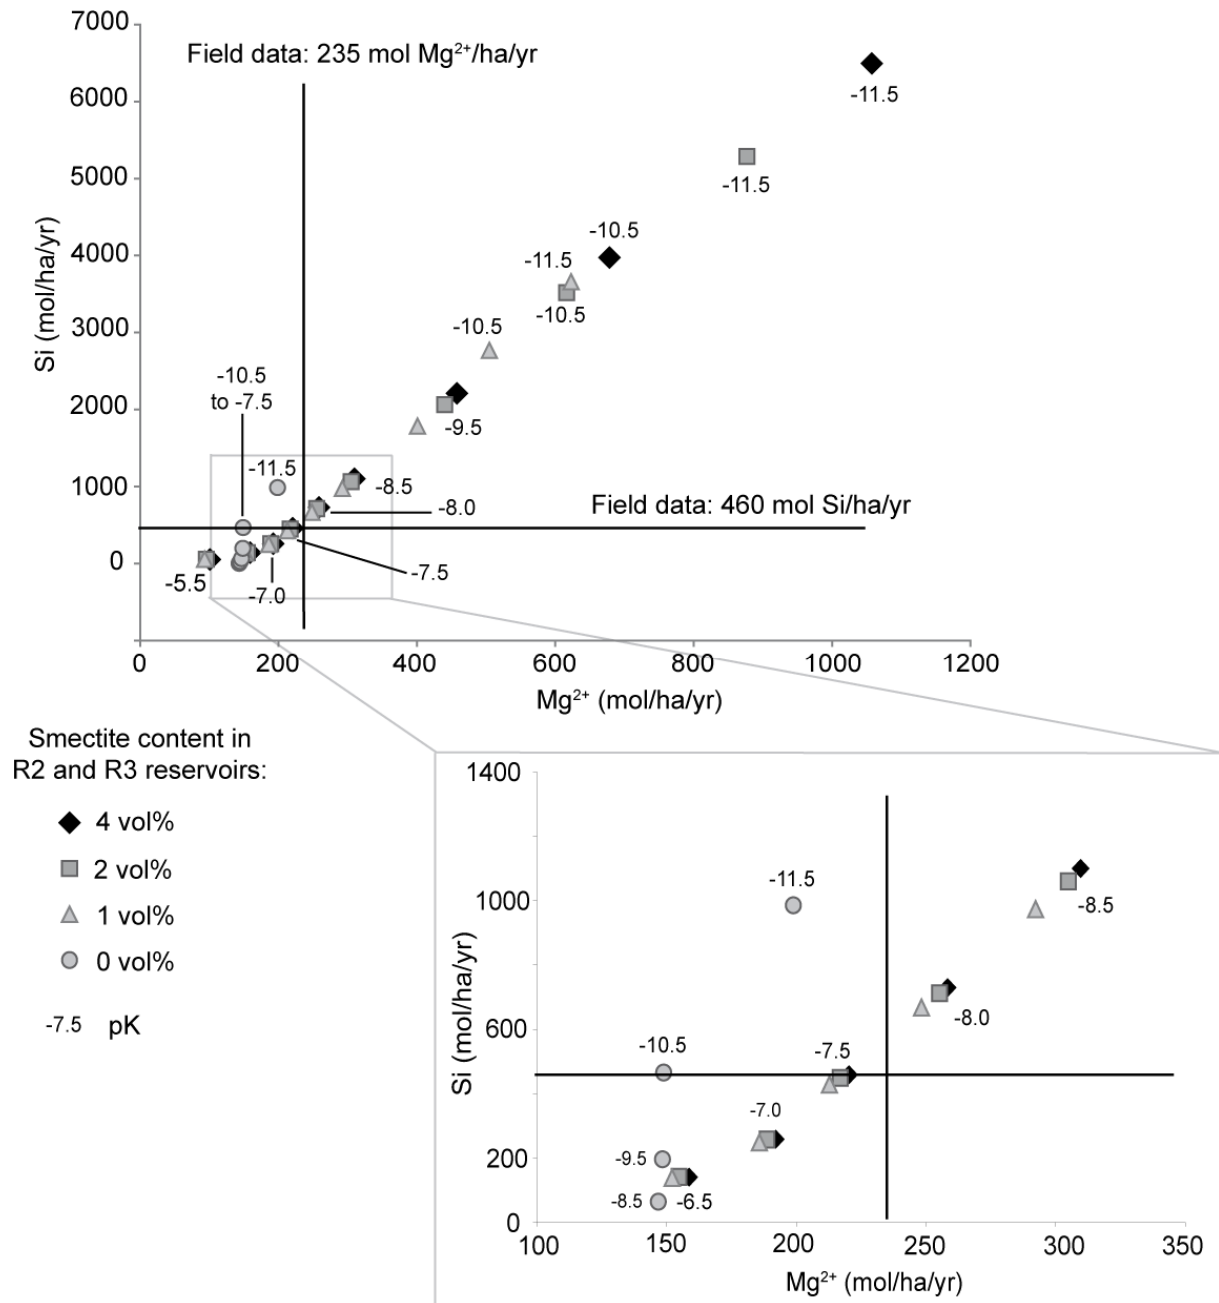 7000
Field data: 235 mol Mg²⁺/ha/yr
6000
-11.5
5000
-11.5
Si (mol/ha/yr)
4000
-10.5
-11.5
-10.5
3000
-10.5
-10.5
to -7.5
2000
-9.5
1000
-11.5
-8.5
Field data: 460 mol Si/ha/yr
-8.0
0
-5.5
-7.0
-7.5
0 200 400 600 800 1000 1200
Mg²⁺ (mol/ha/yr)
Smectite content in
R2 and R3 reservoirs:
4 vol%
2 vol%
1 vol%
0 vol%
-7.5 pK
1400
-11.5
1000
-8.5
Si (mol/ha/yr)
-8.0
600
-10.5
-7.5
-7.0
200
-9.5
-8.5
-6.5
0
100 150 200 250 300 350
Mg²⁺ (mol/ha/yr)